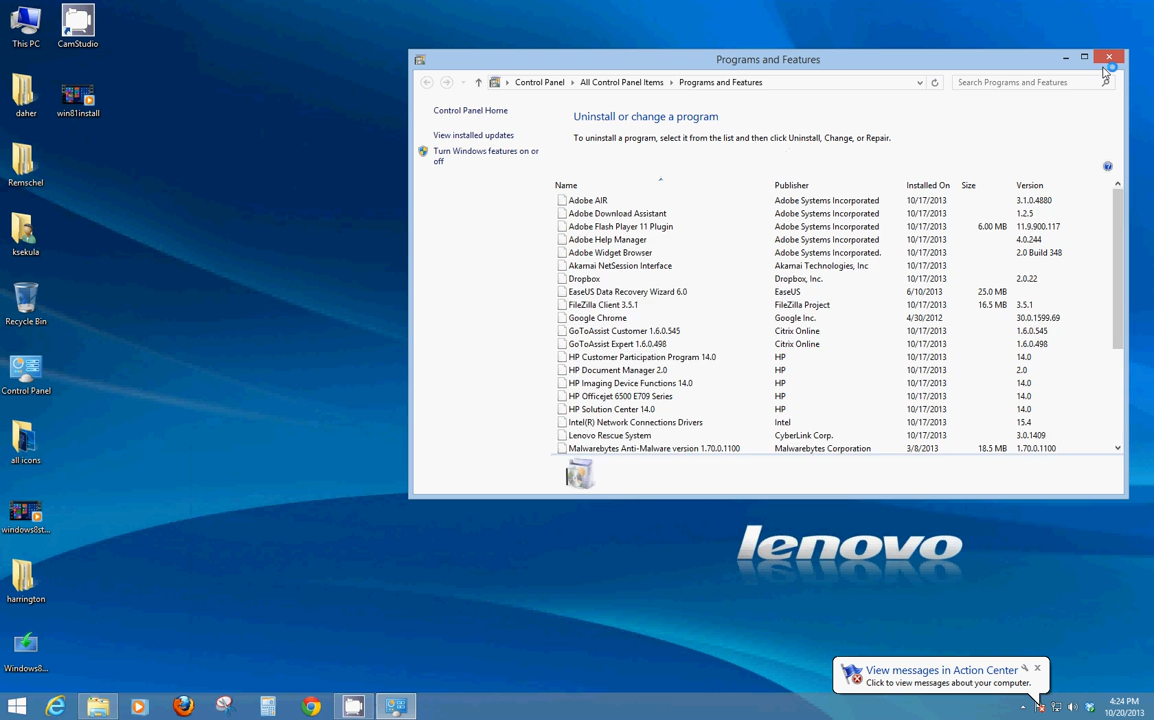 This PC
CamStudio
daher
win81install
Remschel
ksekula
Recycle Bin
Control Panel
all icons
windows8st...
harrington
Windows8...
Programs and Features
Control Panel All Control Panel Items Programs and Features
Search Programs and Features
Control Panel Home
View installed updates
Turn Windows features on or
off
Uninstall or change a program
To uninstall a program, select it from the list and then click Uninstall, Change, or Repair.
Name Publisher Installed On Size Version
Adobe AIR Adobe Systems Incorporated 10/17/2013 3.1.0.4880
Adobe Download Assistant Adobe Systems Incorporated 10/17/2013 1.2.5
Adobe Flash Player 11 Plugin Adobe Systems Incorporated 10/17/2013 6.00 MB 11.9.900.117
Adobe Help Manager Adobe Systems Incorporated 10/17/2013 4.0.244
Adobe Widget Browser Adobe Systems Incorporated. 10/17/2013 2.0 Build 348
Akamai NetSession Interface Akamai Technologies, Inc 10/17/2013
Dropbox Dropbox, Inc. 10/17/2013 2.0.22
EaseUS Data Recovery Wizard 6.0 EaseUS 6/10/2013 25.0 MB
FileZilla Client 3.5.1 FileZilla Project 10/17/2013 16.5 MB 3.5.1
Google Chrome Google Inc. 4/30/2012 30.0.1599.69
GoToAssist Customer 1.6.0.545 Citrix Online 10/17/2013 1.6.0.545
GoToAssist Expert 1.6.0.498 Citrix Online 10/17/2013 1.6.0.498
HP Customer Participation Program 14.0 HP 10/17/2013 14.0
HP Document Manager 2.0 HP 10/17/2013 2.0
HP Imaging Device Functions 14.0 HP 10/17/2013 14.0
HP Officejet 6500 E709 Series HP 10/17/2013 14.0
HP Solution Center 14.0 HP 10/17/2013 14.0
Intel(R) Network Connections Drivers Intel 10/17/2013 15.4
Lenovo Rescue System CyberLink Corp. 10/17/2013 3.0.1409
Malwarebytes Anti-Malware version 1.70.0.1100 Malwarebytes Corporation 3/8/2013 18.5 MB 1.70.0.1100
lenovo
View messages in Action Center
Click to view messages about your computer.
4:24 PM
10/20/2013